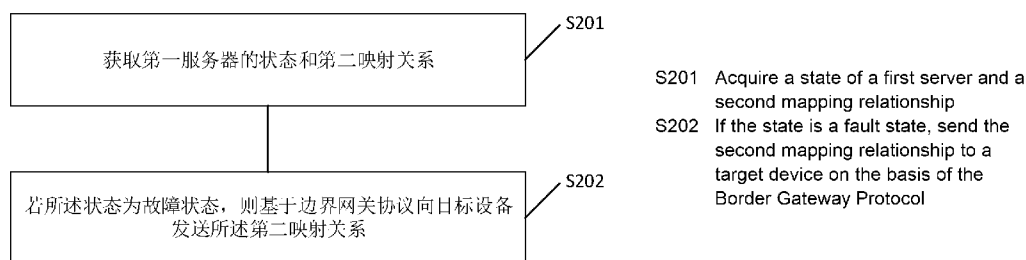 S201
获取第一服务器的状态和第二映射关系
S202
若所述状态为故障状态，则基于边界网关协议向目标设备
发送所述第二映射关系
S201 Acquire a state of a first server and a
second mapping relationship
S202 If the state is a fault state, send the
second mapping relationship to a
target device on the basis of the
Border Gateway Protocol